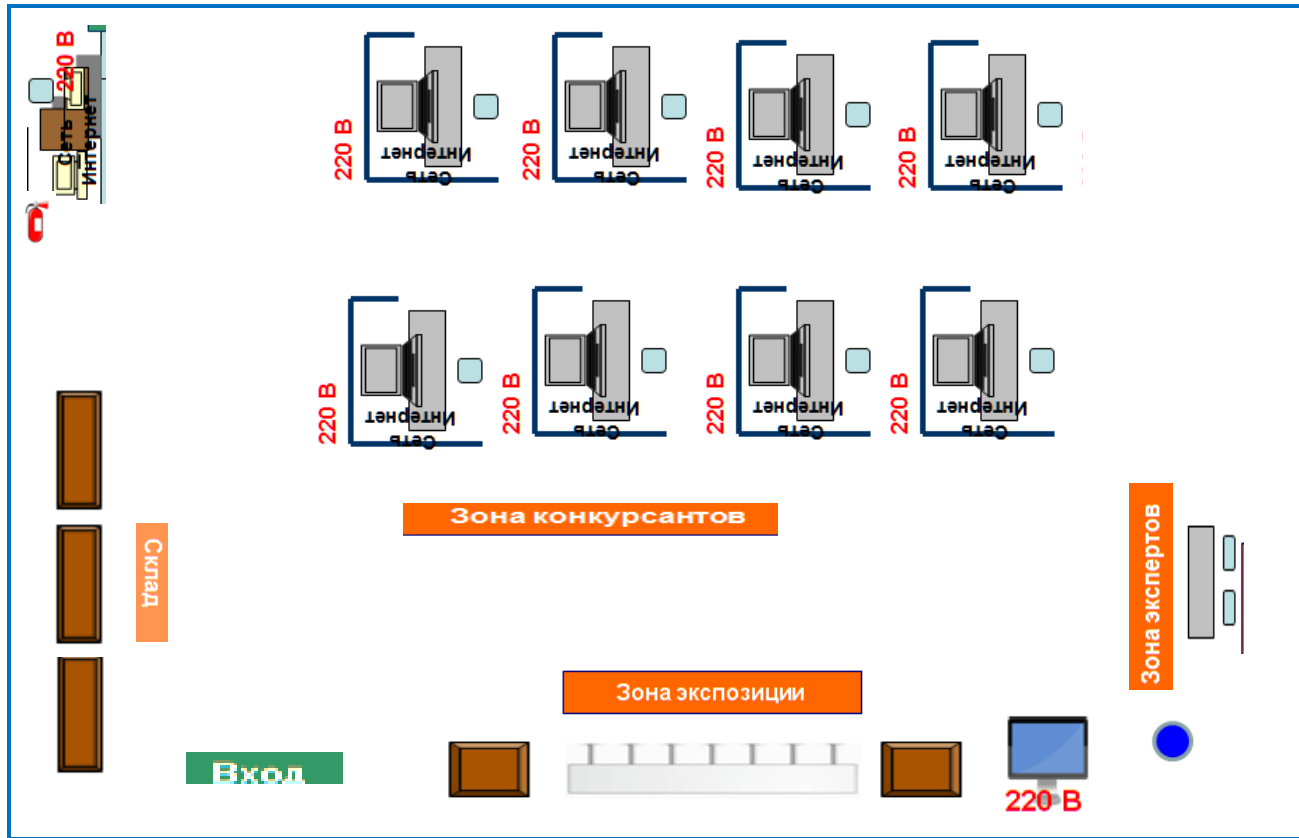 220 В
Сеть
Интернет
220 В
Интернет
Сеть
220 В
Интернет
Сеть
220 В
Интернет
Сеть
220 В
Интернет
Сеть
220 В
Интернет
Сеть
220 В
Интернет
Сеть
220 В
Интернет
Сеть
220 В
Интернет
Сеть
Зона конкурсантов
Склад
Зона экспертов
Зона экспозиции
Вход
220 В